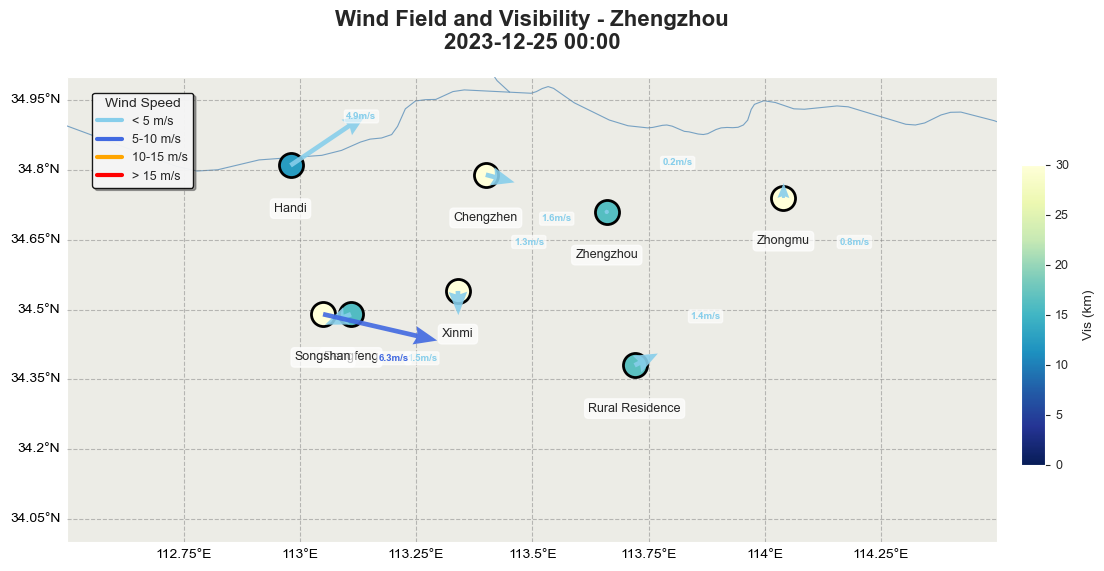 Wind Field and Visibility - Zhengzhou
2023-12-25 00:00
34.95°N
34.8°N
34.65°N
34.5°N
34.35°N
34.2°N
34.05°N
Wind Speed
< 5 m/s
5-10 m/s
10-15 m/s
> 15 m/s
4.9m/s
0.2m/s
Handi
Chengzhen
1.6m/s
1.3m/s
Zhengzhou
Zhongmu
0.8m/s
1.4m/s
Xinmi
Songshan
feng
6.3m/s
.5m/s
Rural Residence
112.75°E
113°E
113.25°E
113.5°E
113.75°E
114°E
114.25°E
30
25
20
15
10
5
0
Vis (km)